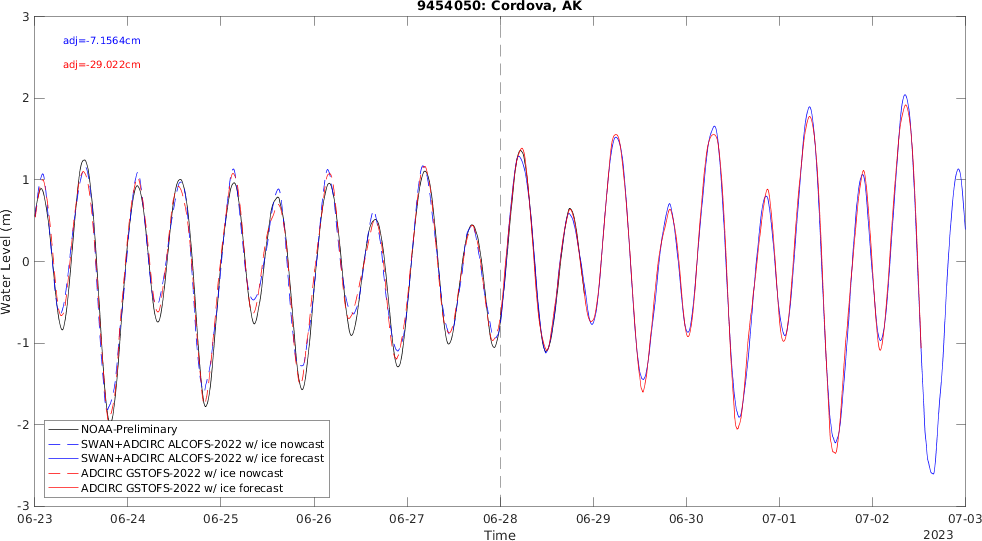 9454050: Cordova, AK
3
adj=-7.1564cm
adj=-29.022cm
2
1
0
-1
-2
-3
Water Level (m)
NOAA-Preliminary
SWAN+ADCIRC ALCOFS-2022 w/ ice nowcast
SWAN+ADCIRC ALCOFS-2022 w/ ice forecast
ADCIRC GSTOFS-2022 w/ ice nowcast
ADCIRC GSTOFS-2022 w/ ice forecast
06-23 06-24 06-25 06-26 06-27 06-28 06-29 06-30 07-01 07-02 07-03
Time
2023